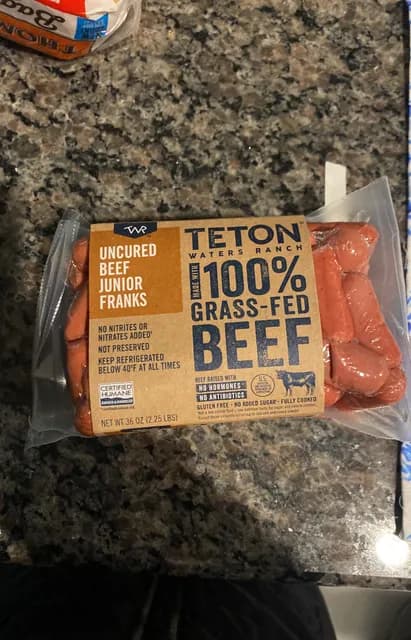 Bag
TWR
UNCURED
BEEF
JUNIOR
FRANKS
NO NITRITES OR
NITRATES ADDED*
NOT PRESERVED
KEEP REFRIGERATED
BELOW 40°F AT ALL TIMES
CERTIFIED
HUMANE
NET WT 36 OZ (2.25 LBS)
TETON
WATERS RANCH
MADE WITH
100%
GRASS-FED
BEEF
BEEF RAISED WITH
NO HORMONES
NO ANTIBIOTICS
GLUTEN FREE · NO ADDED SUGAR · FULLY COOKED